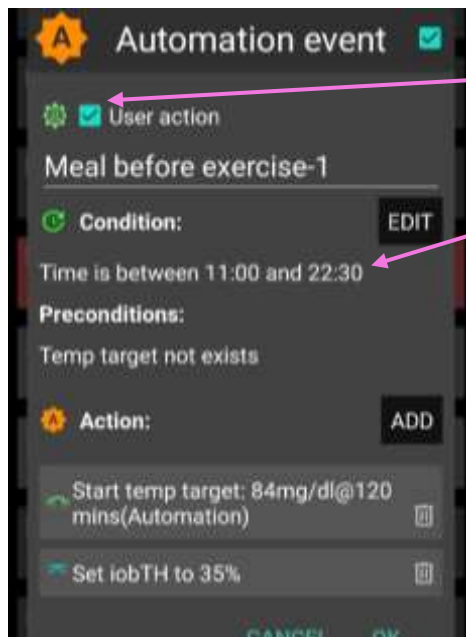 A Automation event
User action
Meal before exercise-1
Condition: EDIT
Time is between 11:00 and 22:30
Preconditions:
Temp target not exists
A Action: ADD
Start temp target: 84mg/dl@120
mins(Automation)
Set iobTH to 35%
CANCEL OK